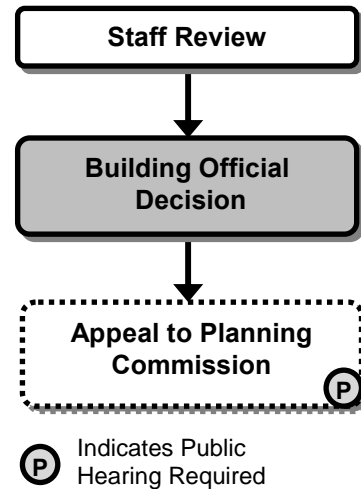 Staff Review
Building Official
Decision
Appeal to Planning
Commission
P
P
Indicates Public
Hearing Required